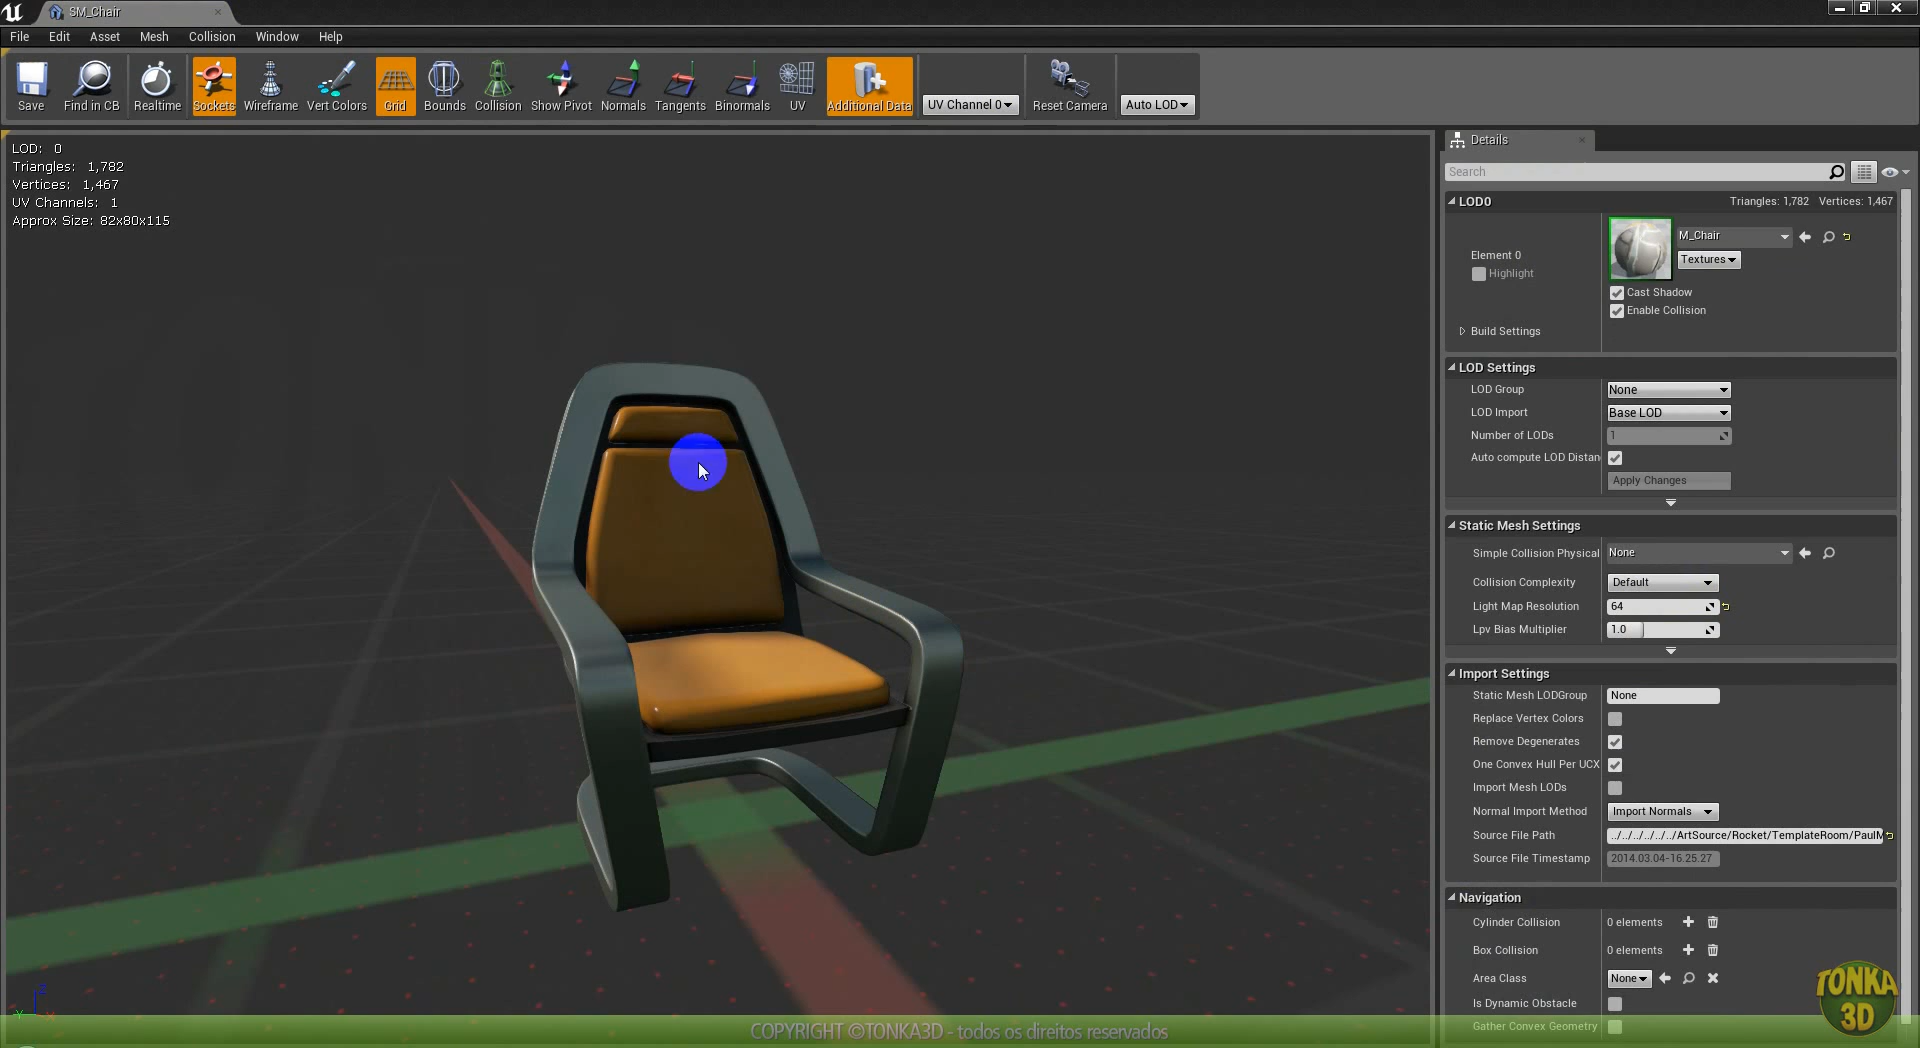 SM_Chair
File Edit Asset Mesh Collision Window Help
Save Find in CB Realtime Sockets Wireframe Vert Colors Grid Bounds Collision Show Pivot Normals Tangents Binormals UV Additional Data UV Channel 0 Reset Camera Auto LOD
LOD: 0
Triangles: 1,782
Vertices: 1,467
UV Channels: 1
Approx Size: 82x80x115
Details
Search
LOD0 Triangles: 1,782 Vertices: 1,467
M_Chair
Element 0
Textures
Highlight
Cast Shadow
Enable Collision
Build Settings
LOD Settings
LOD Group None
LOD Import Base LOD
Number of LODs 1
Auto compute LOD Distan
Apply Changes
Static Mesh Settings
Simple Collision Physical None
Collision Complexity Default
Light Map Resolution 64
Lpv Bias Multiplier 1.0
Import Settings
Static Mesh LODGroup None
Replace Vertex Colors
Remove Degenerates
One Convex Hull Per UCX
Import Mesh LODs
Normal Import Method Import Normals
Source File Path ../../../../../../ArtSource/Rocket/TemplateRoom/PaulM
Source File Timestamp 2014.03.04-16.25.27
Navigation
Cylinder Collision 0 elements
Box Collision 0 elements
Area Class None
Is Dynamic Obstacle
Gather Convex Geometry
TONKA
3D
Z
Y X
COPYRIGHT ©TONKA3D - todos os direitos reservados